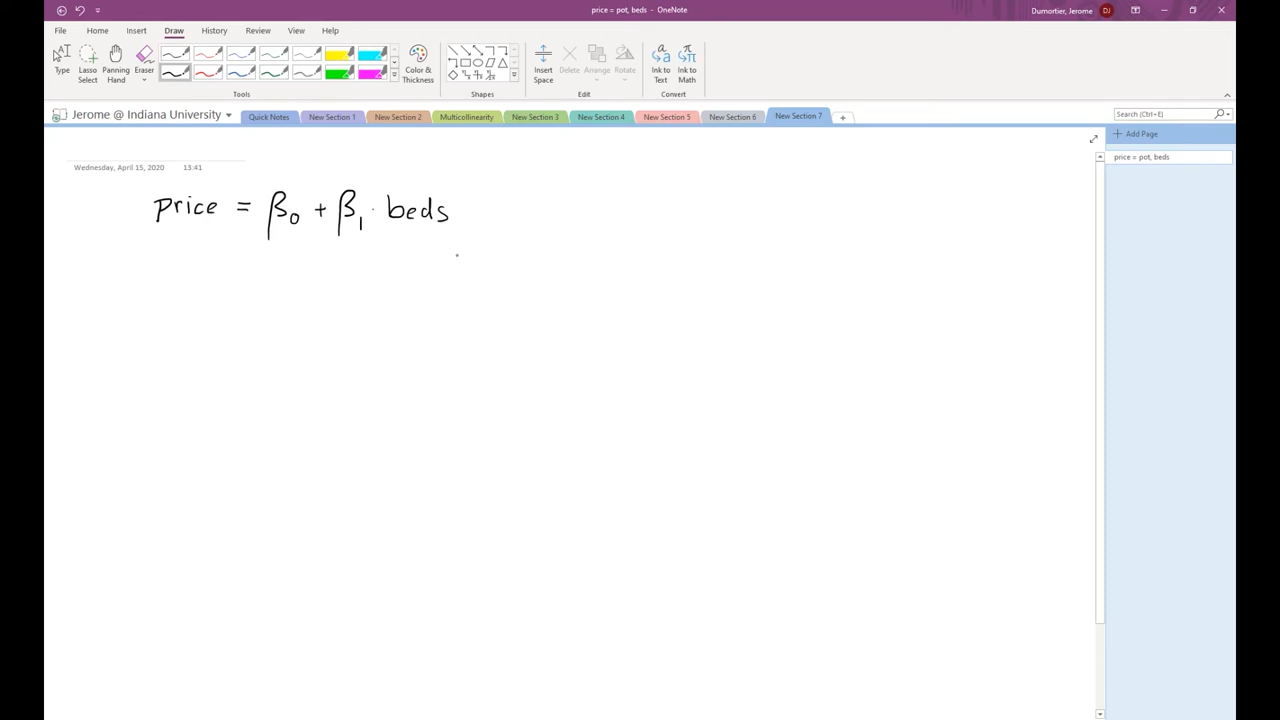 price = pot, beds - OneNote
Dumortier, Jerome DJ
File Home Insert Draw History Review View Help
Type
Lasso Select
Panning Hand
Eraser
Color & Thickness
Insert Space
Delete
Arrange
Rotate
Ink to Text
Ink to Math
Tools
Shapes
Edit
Convert
Jerome @ Indiana University
Quick Notes
New Section 1
New Section 2
Multicollinearity
New Section 3
New Section 4
New Section 5
New Section 6
New Section 7
Search (Ctrl+E)
Add Page
price = pot, beds
Wednesday, April 15, 2020 13:41
price = β₀ + β₁ · beds